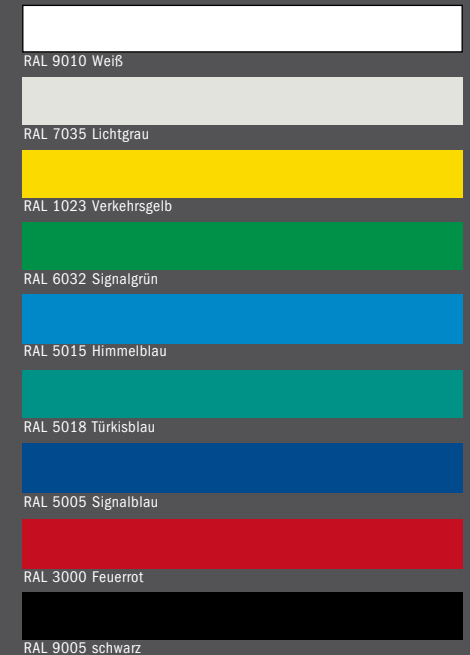 RAL 9010 Weiß
RAL 7035 Lichtgrau
RAL 1023 Verkehrsgelb
RAL 6032 Signalgrün
RAL 5015 Himmelblau
RAL 5018 Türkisblau
RAL 5005 Signalblau
RAL 3000 Feuerrot
RAL 9005 schwarz